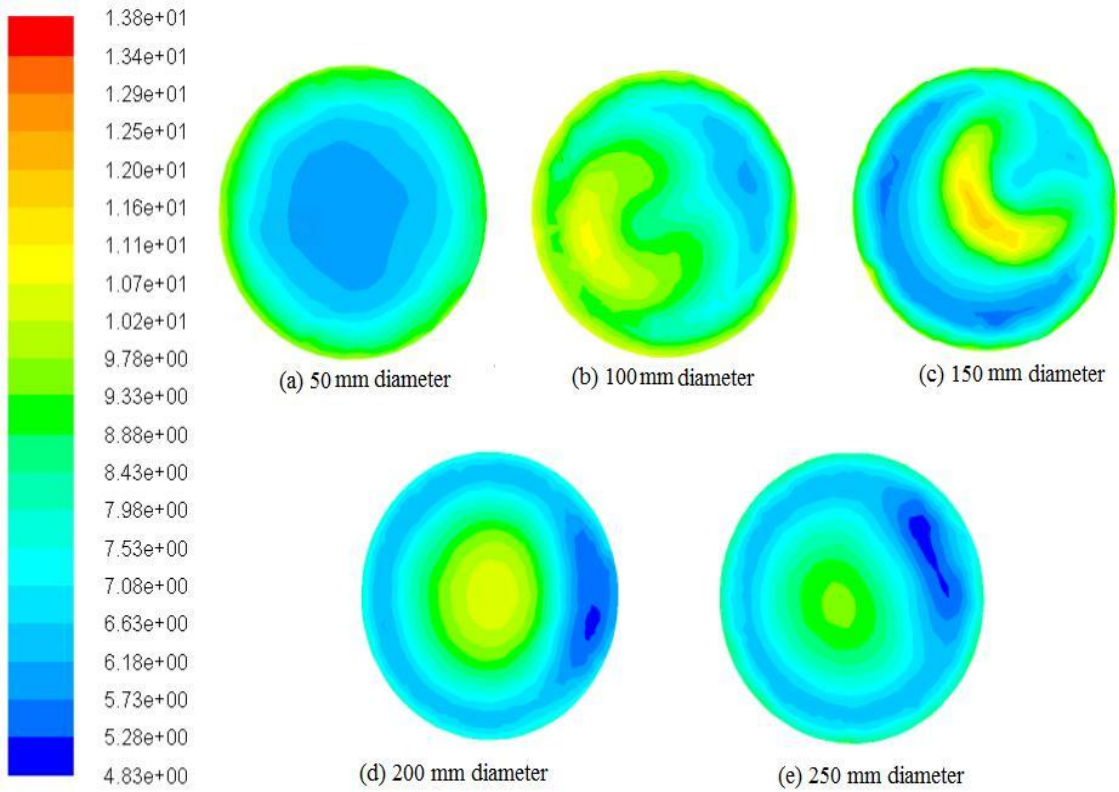 1.38e+01
1.34e+01
1.29e+01
1.25e+01
1.20e+01
1.16e+01
1.11e+01
1.07e+01
1.02e+01
9.78e+00
9.33e+00
8.88e+00
8.43e+00
7.98e+00
7.53e+00
7.08e+00
6.63e+00
6.18e+00
5.73e+00
5.28e+00
4.83e+00
(a) 50 mm diameter
(b) 100 mm diameter
(c) 150 mm diameter
(d) 200 mm diameter
(e) 250 mm diameter